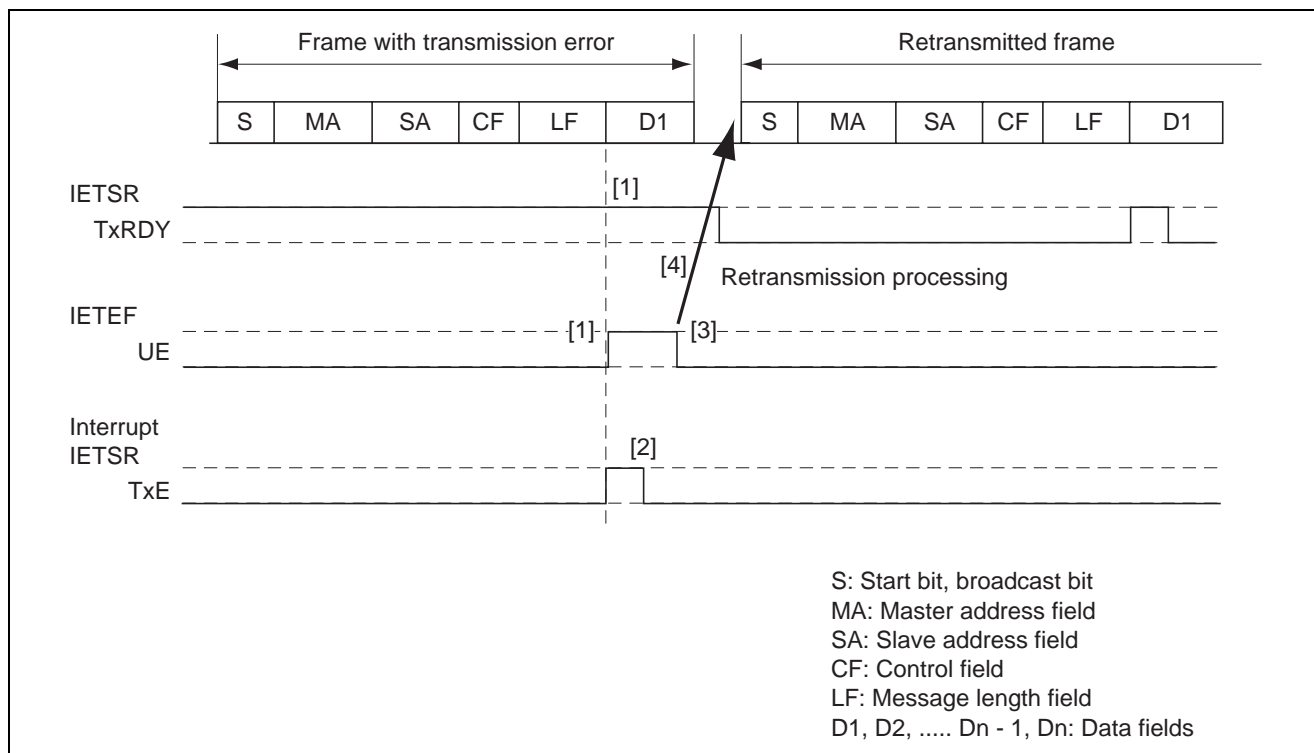 Frame with transmission error
Retransmitted frame
S MA SA CF LF D1 S MA SA CF LF D1
IETSR
[1]
TxRDY
[4]
Retransmission processing
IETEF
[1]
[3]
UE
Interrupt
IETSR
[2]
TxE
S: Start bit, broadcast bit
MA: Master address field
SA: Slave address field
CF: Control field
LF: Message length field
D1, D2, ..... Dn - 1, Dn: Data fields